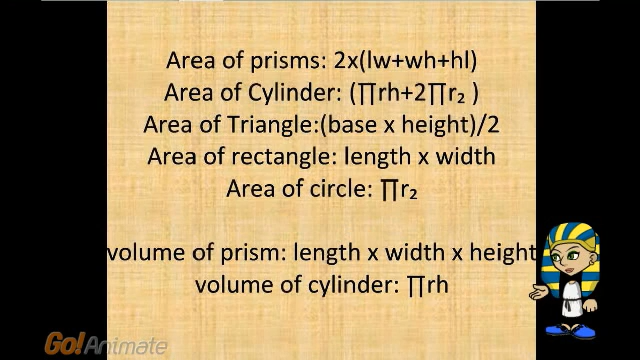 Area of prisms: 2x(lw+wh+hl)
Area of Cylinder: (∏rh+2∏r₂ )
Area of Triangle:(base x height)/2
Area of rectangle: length x width
Area of circle: ∏r₂
volume of prism: length x width x height
volume of cylinder: ∏rh
Go!Animate